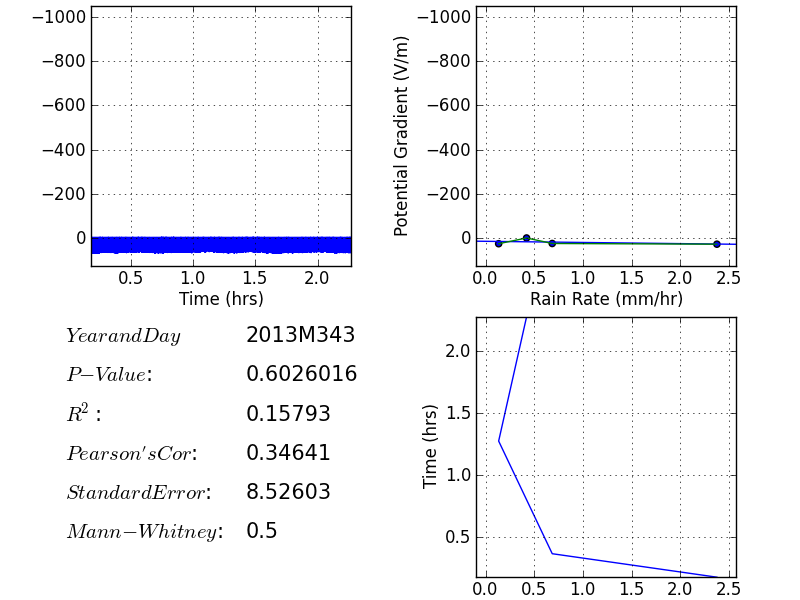 −1000
−800
−600
−400
−200
0
0.5 1.0 1.5 2.0
Time (hrs)
Potential Gradient (V/m)
−1000
−800
−600
−400
−200
0
0.0 0.5 1.0 1.5 2.0 2.5
Rain Rate (mm/hr)
YearandDay 2013M343
P−Value: 0.6026016
R²: 0.15793
Pearson'sCor: 0.34641
StandardError: 8.52603
Mann−Whitney: 0.5
Time (hrs)
2.0
1.5
1.0
0.5
0.0 0.5 1.0 1.5 2.0 2.5